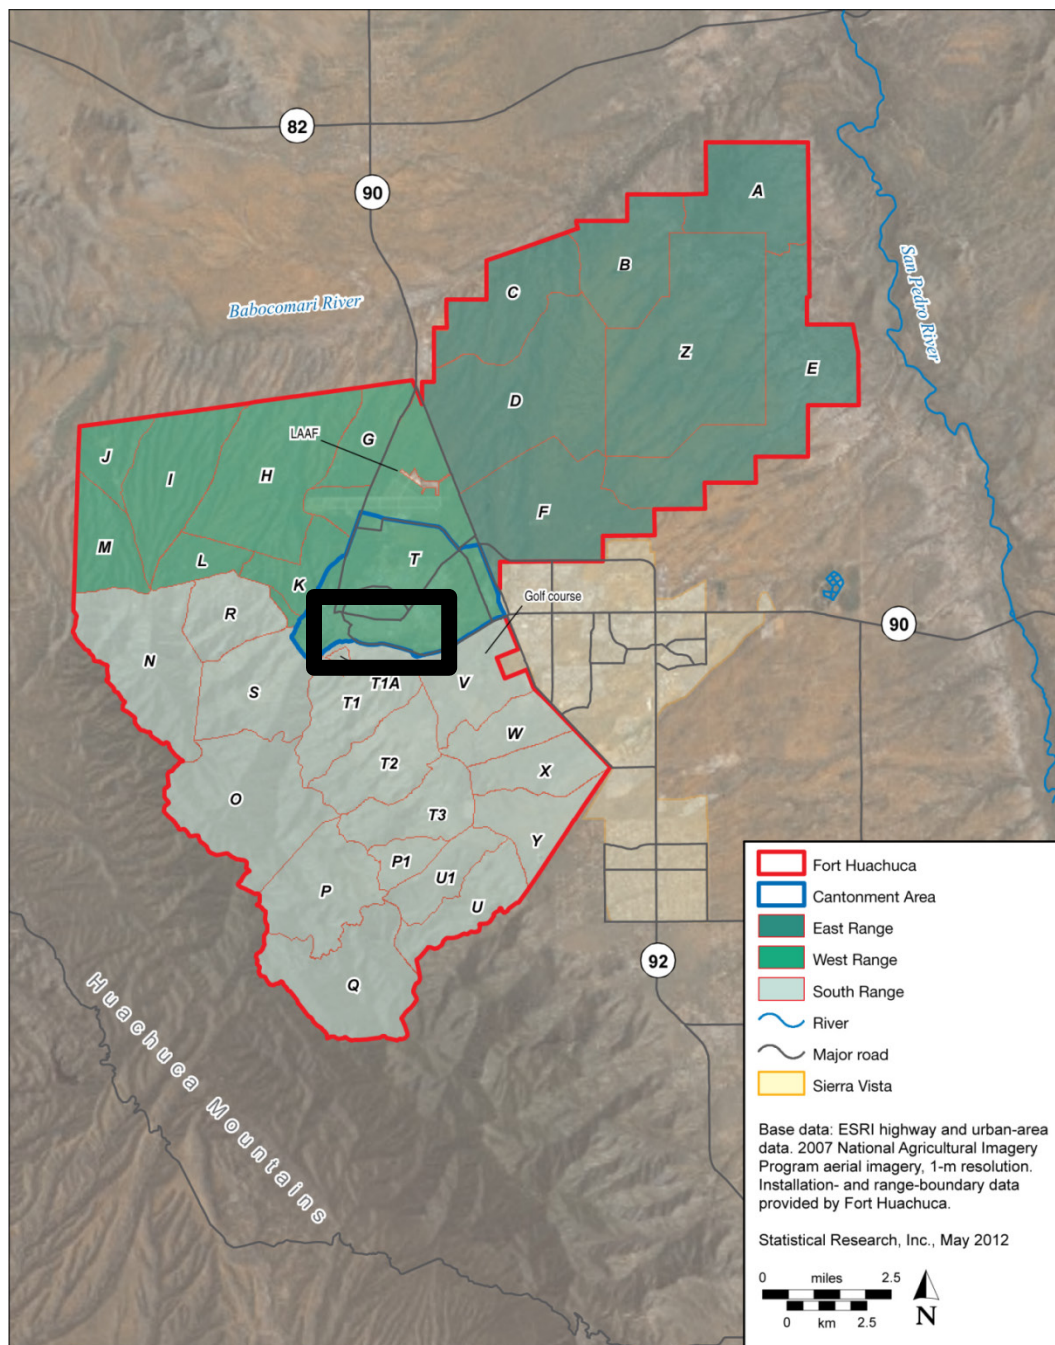 82
90
A
B
C
San Pedro River
Babocomari River
Z
E
D
G
LAAF
J
I
H
F
M
L
T
K
Golf course
R
90
N
S
T1A
V
T1
W
T2
X
O
T3
Y
P1
U1
P
U
92
Q
Huachuca Mountains
Fort Huachuca
Cantonment Area
East Range
West Range
South Range
River
Major road
Sierra Vista
Base data: ESRI highway and urban-area
data. 2007 National Agricultural Imagery
Program aerial imagery, 1-m resolution.
Installation- and range-boundary data
provided by Fort Huachuca.
Statistical Research, Inc., May 2012
0 miles 2.5
0 km 2.5
N